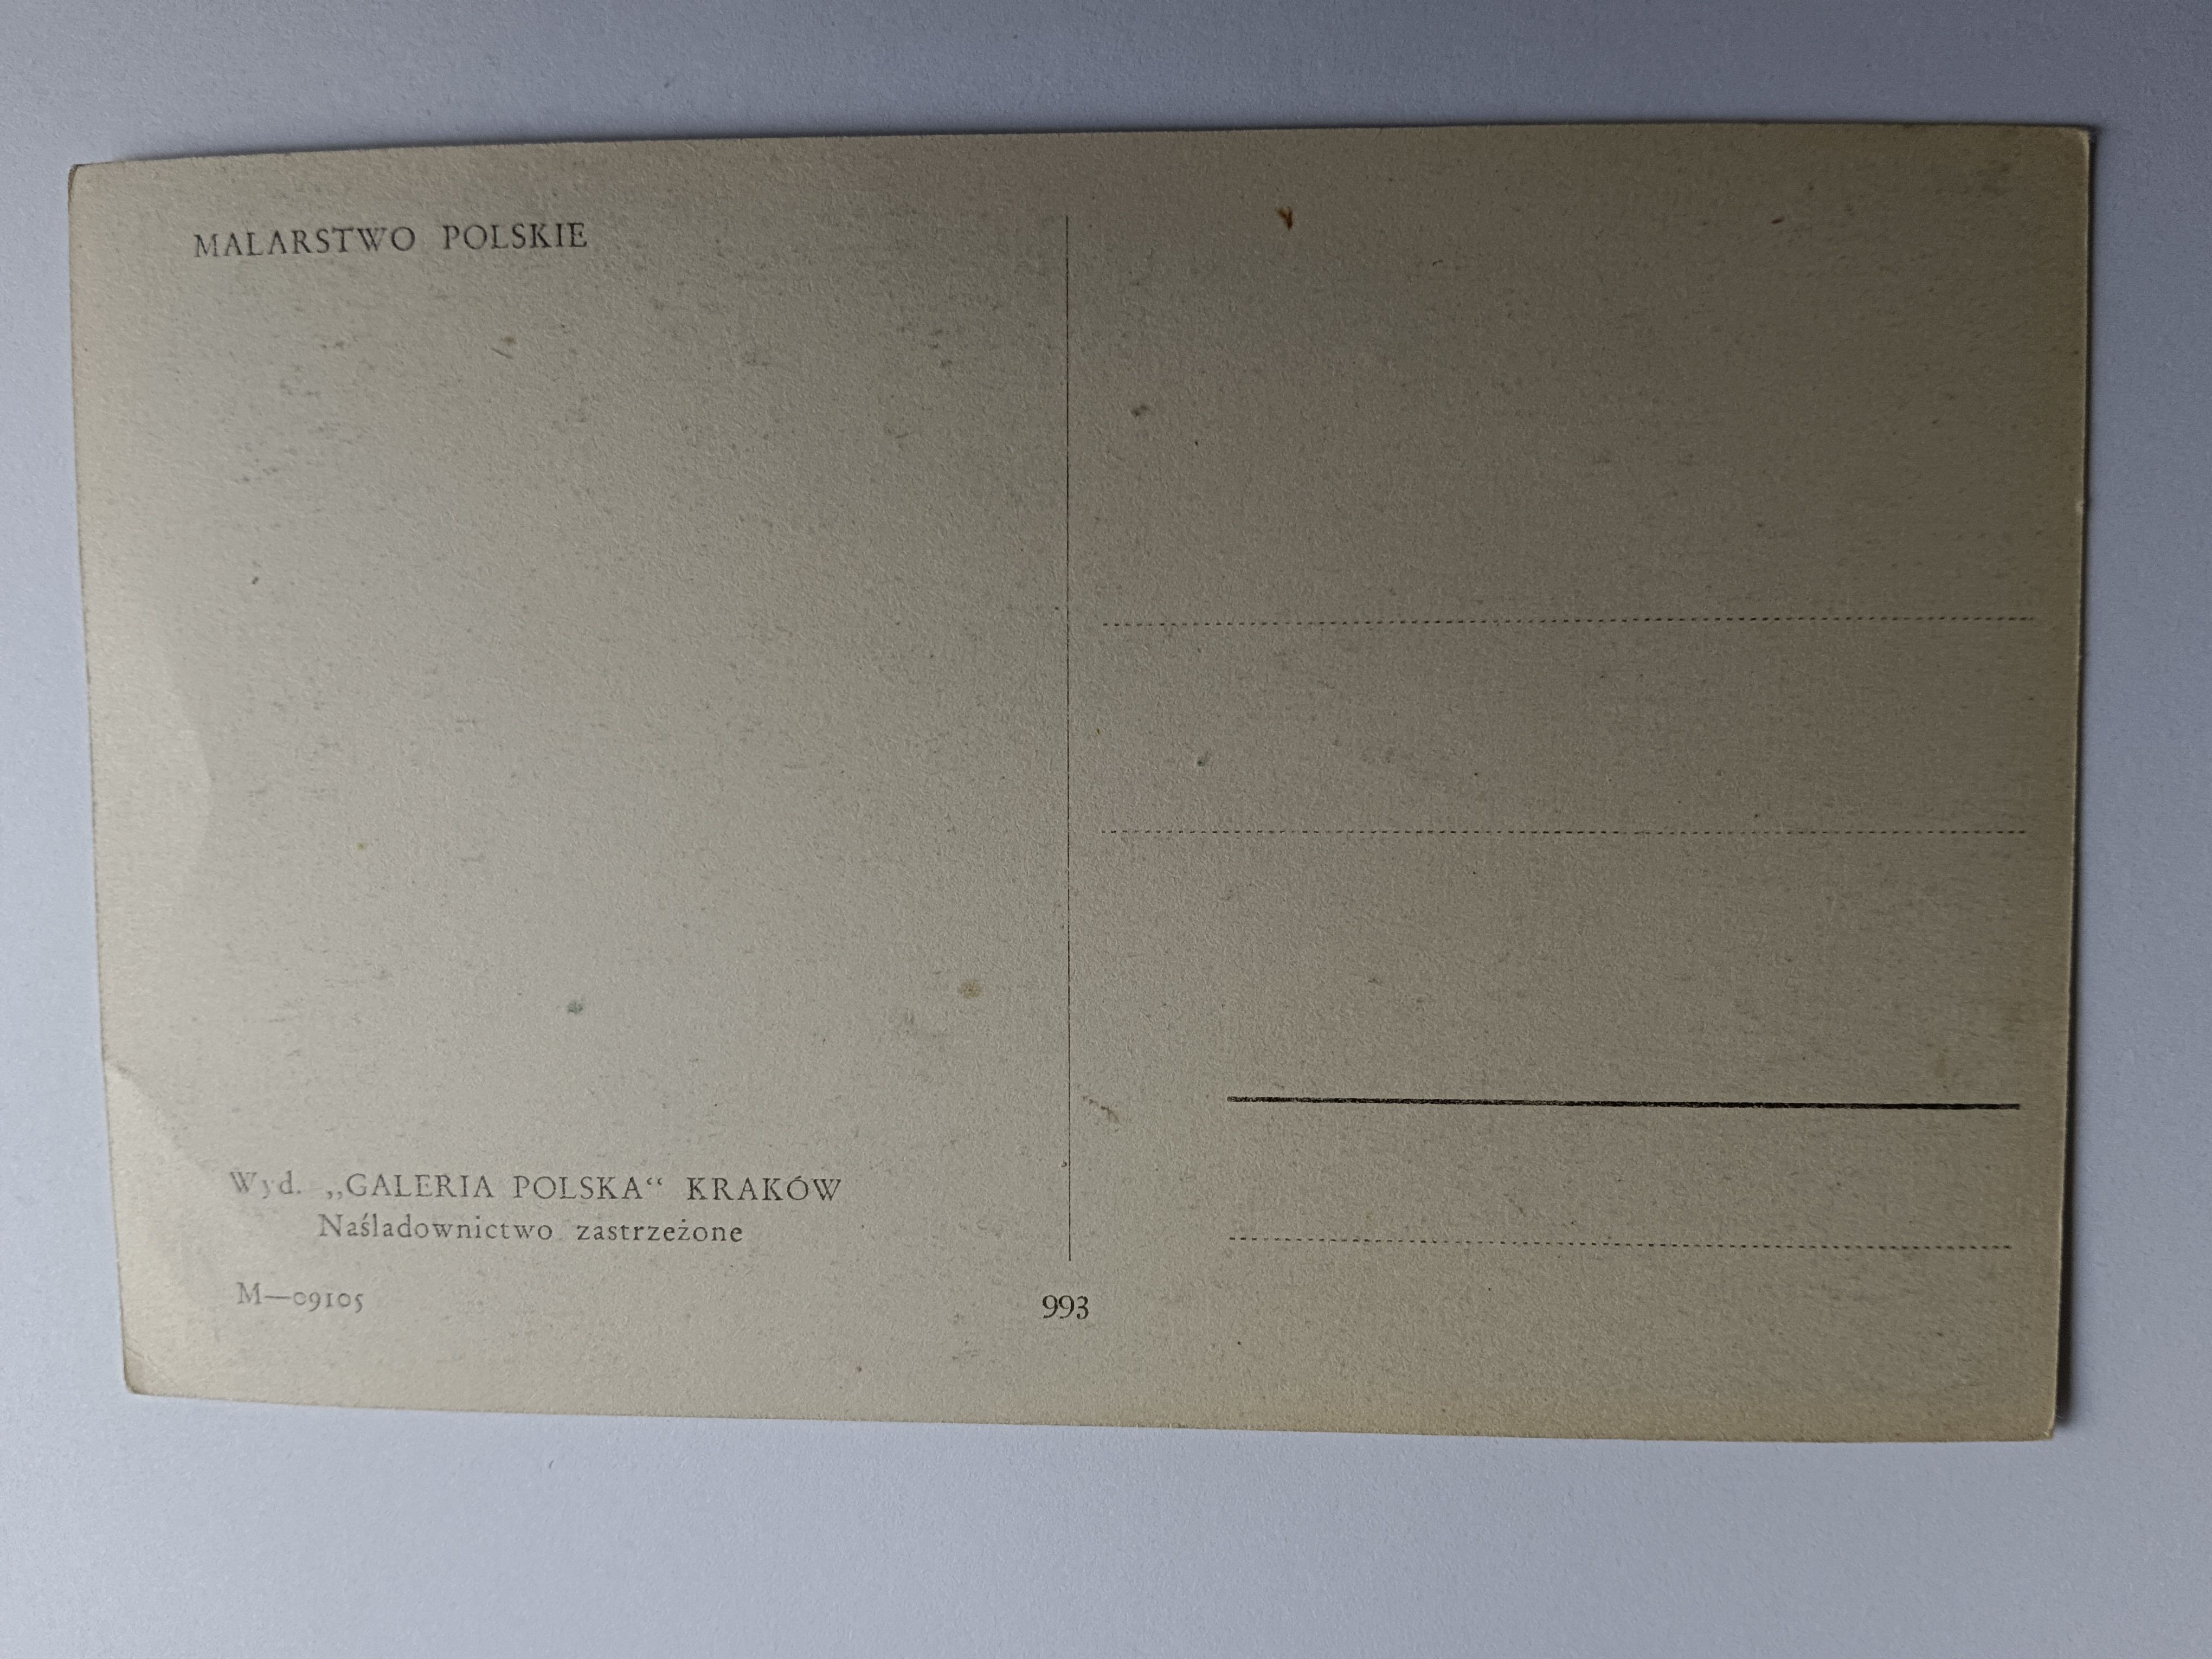 MALARSTWO POLSKIE
Wyd. „GALERIA POLSKA“ KRAKÓW
Naśladownictwo zastrzeżone
M—09105
993